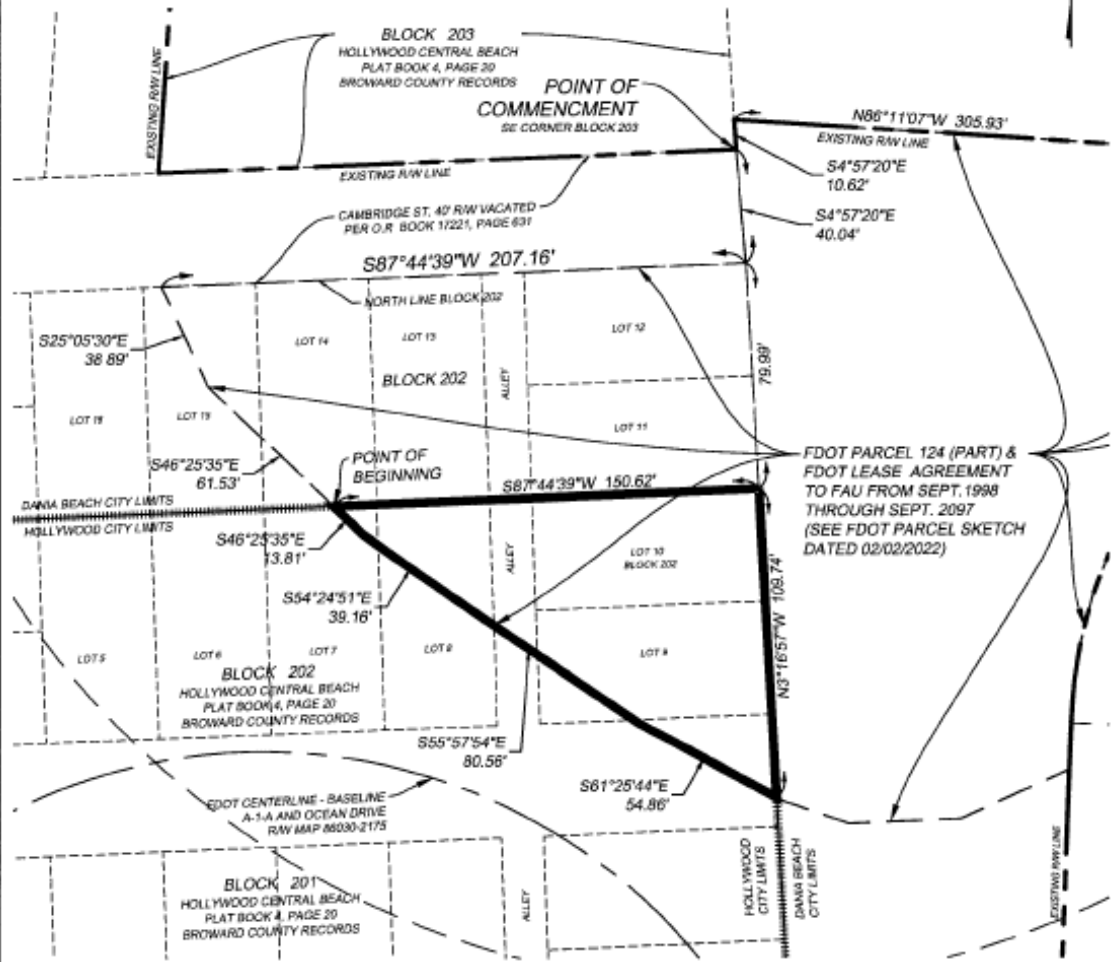 BLOCK 203
HOLLYWOOD CENTRAL BEACH
PLAT BOOK 4, PAGE 20
BROWARD COUNTY RECORDS
EXISTING R/W LINE
POINT OF
COMMENCMENT
SE CORNER BLOCK 203
N86°11'07"W 305.93'
EXISTING R/W LINE
EXISTING R/W LINE
S4°57'20"E
10.62'
S4°57'20"E
40.04'
CAMBRIDGE ST, 40' R/W VACATED
PER O.R BOOK 17221, PAGE 631
S87°44'39"W 207.16'
NORTH LINE BLOCK 202
S25°05'30"E
38 89'
LOT 14
LOT 13
LOT 12
BLOCK 202
ALLEY
79.99'
LOT 16
LOT 15
LOT 11
POINT OF
BEGINNING
S46°25'35"E
61.53'
FDOT PARCEL 124 (PART) &
FDOT LEASE AGREEMENT
TO FAU FROM SEPT.1998
THROUGH SEPT. 2097
(SEE FDOT PARCEL SKETCH
DATED 02/02/2022)
S87°44'39"W 150.62'
DANIA BEACH CITY LIMITS
HOLLYWOOD CITY LIMITS
S46°25'35"E
13.81'
ALLEY
LOT 10
BLOCK 202
N3°16'57"W 109.74'
S54°24'51"E
39.16'
LOT 5
LOT 6
LOT 7
LOT 8
LOT 9
BLOCK 202
HOLLYWOOD CENTRAL BEACH
PLAT BOOK 4, PAGE 20
BROWARD COUNTY RECORDS
S55°57'54"E
80.56'
S61°25'44"E
54.86'
FDOT CENTERLINE - BASELINE
A-1-A AND OCEAN DRIVE
R/W MAP 86030-2175
HOLLYWOOD
CITY LIMITS
DANIA BEACH
CITY LIMITS
EXISTING R/W LINE
BLOCK 201
HOLLYWOOD CENTRAL BEACH
PLAT BOOK 4, PAGE 20
BROWARD COUNTY RECORDS
ALLEY